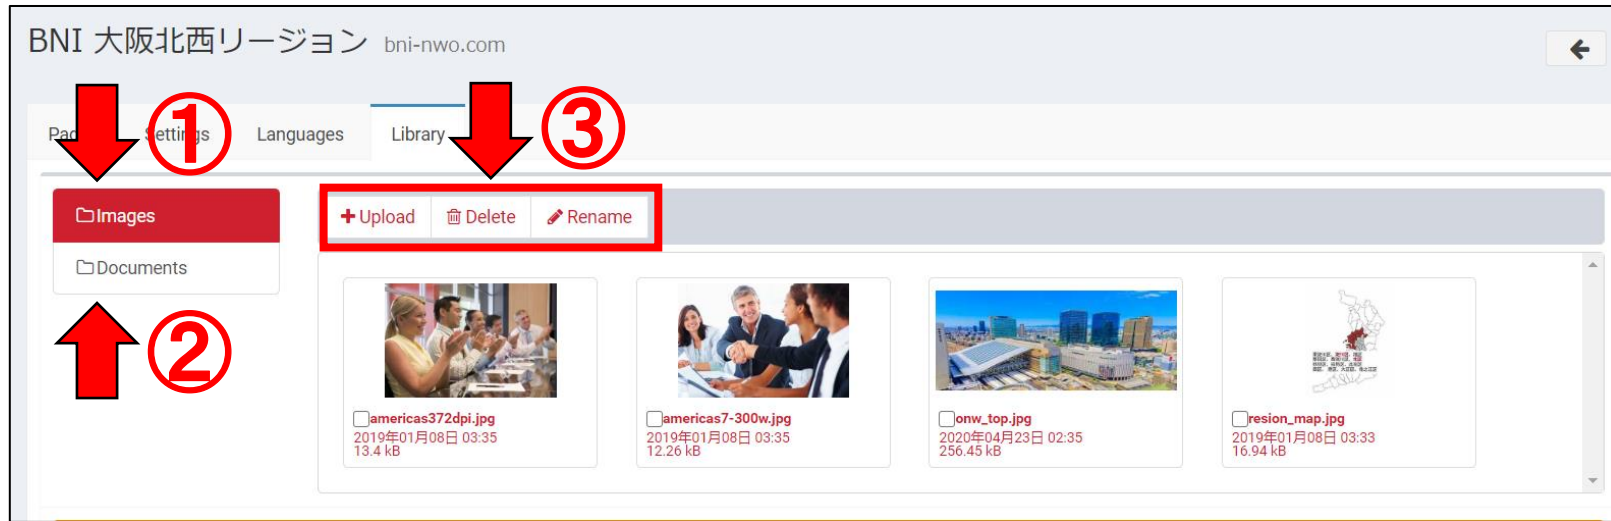 BNI 大阪北西リージョン bni-nwo.com
① ③
Settings Languages Library
Images
Upload Delete Rename
Documents
②
americas372dpi.jpg
2019年01月08日 03:35
13.4 kB
americas7-300w.jpg
2019年01月08日 03:35
12.26 kB
onw_top.jpg
2020年04月23日 02:35
256.45 kB
resion_map.jpg
2019年01月08日 03:33
16.94 kB